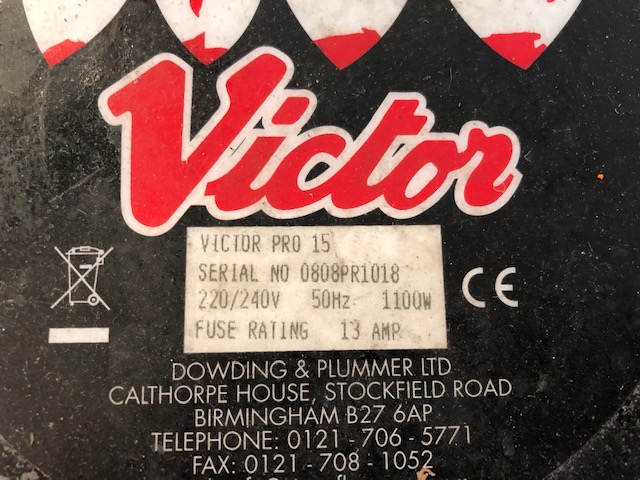 Victor
VICTOR PRO 15
SERIAL NO 0808PR1018
220/240V 50Hz 1100W
FUSE RATING 13 AMP
CE
DOWDING & PLUMMER LTD
CALTHORPE HOUSE, STOCKFIELD ROAD
BIRMINGHAM B27 6AP
TELEPHONE: 0121 - 706 - 5771
FAX: 0121 - 708 - 1052